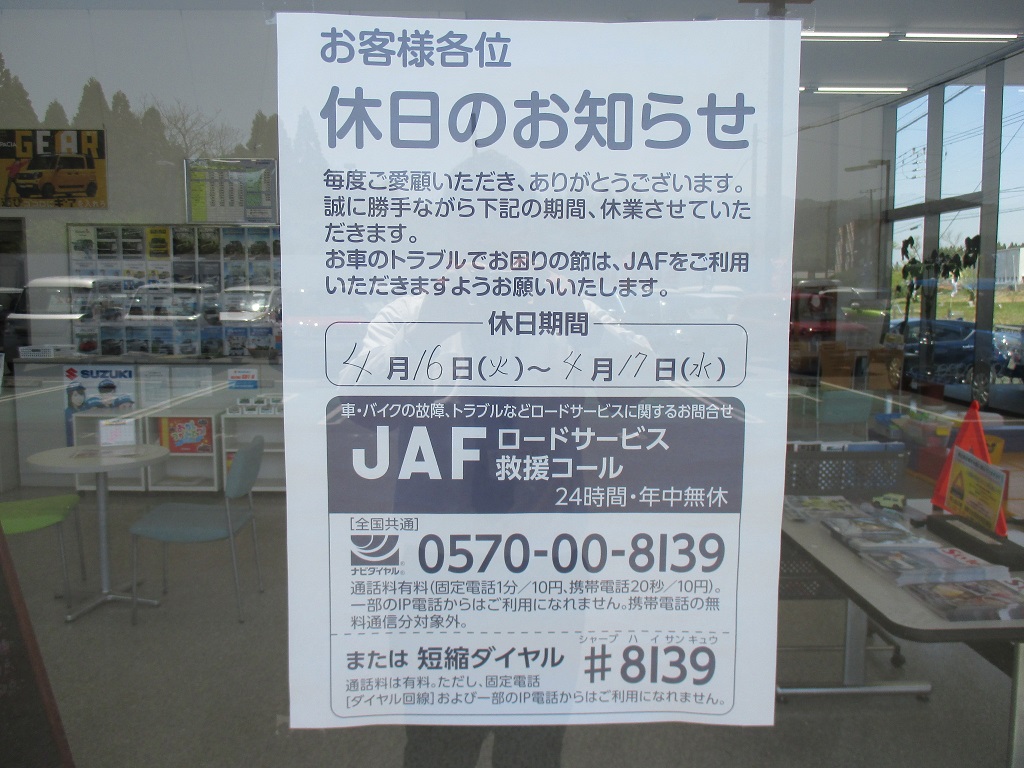 お客様各位
休日のお知らせ
毎度ご愛顧いただき、ありがとうございます。
誠に勝手ながら下記の期間、休業させていた
だきます。
お車のトラブルでお困りの節は、JAFをご利用
いただきますようお願いいたします。
休日期間
4月16日(火)～4月17日(水)
車・バイクの故障、トラブルなどロードサービスに関するお問合せ
JAF ロードサービス
救援コール
24時間・年中無休
[全国共通]
ナビダイヤル® 0570-00-8139
通話料有料(固定電話1分／10円、携帯電話20秒／10円)。
一部のIP電話からはご利用になれません。携帯電話の無
料通信分対象外。
シャープ ハ イ サン キュウ
または 短縮ダイヤル #8139
通話料は有料。ただし、固定電話
[ダイヤル回線]および一部のIP電話からはご利用になれません。
GEAR
SUZUKI